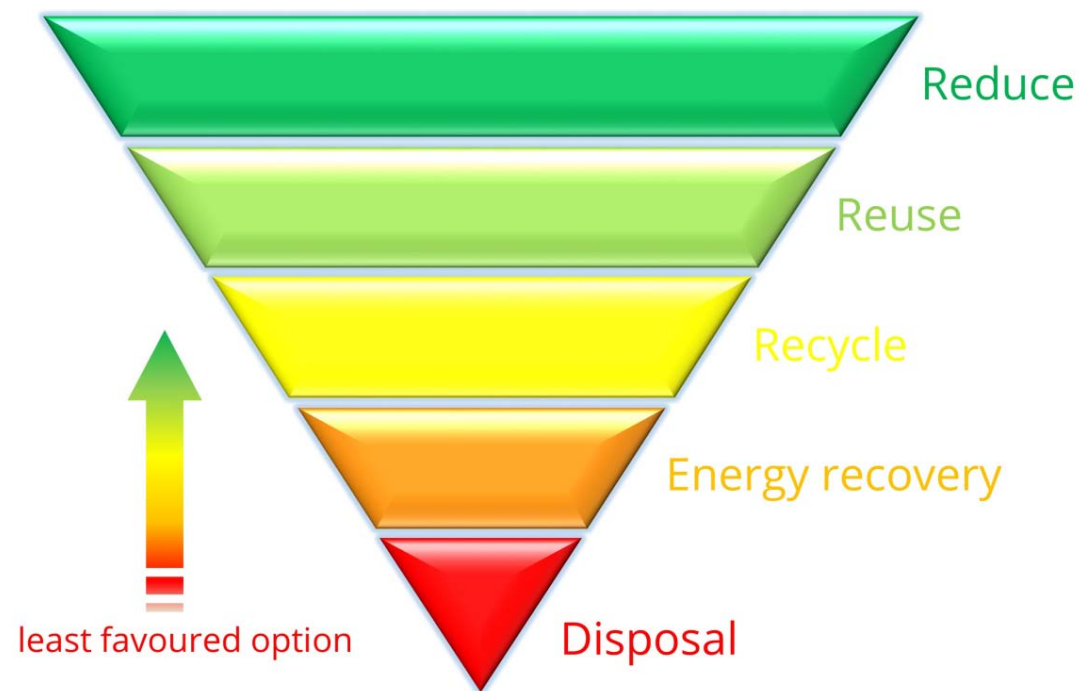 Reduce
Reuse
Recycle
Energy recovery
least favoured option
Disposal